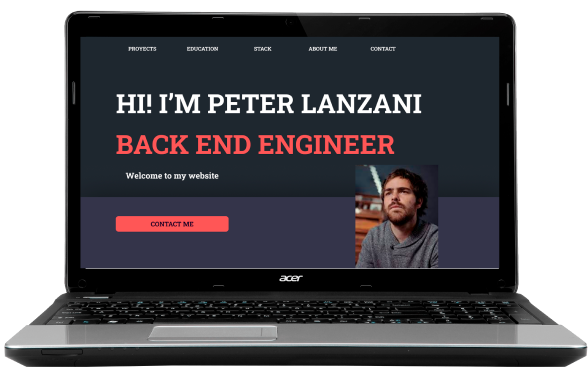 PROYECTS EDUCATION STACK ABOUT ME CONTACT
HI! I'M PETER LANZANI
BACK END ENGINEER
Welcome to my website
CONTACT ME
acer